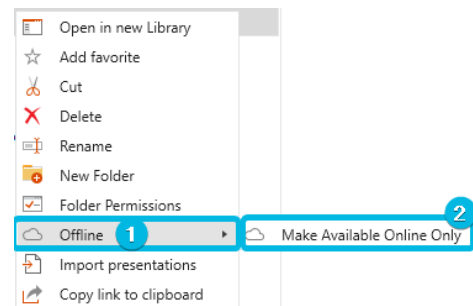 Open in new Library
Add favorite
Cut
Delete
Rename
New Folder
Folder Permissions
Offline 1
2
Make Available Online Only
Import presentations
Copy link to clipboard